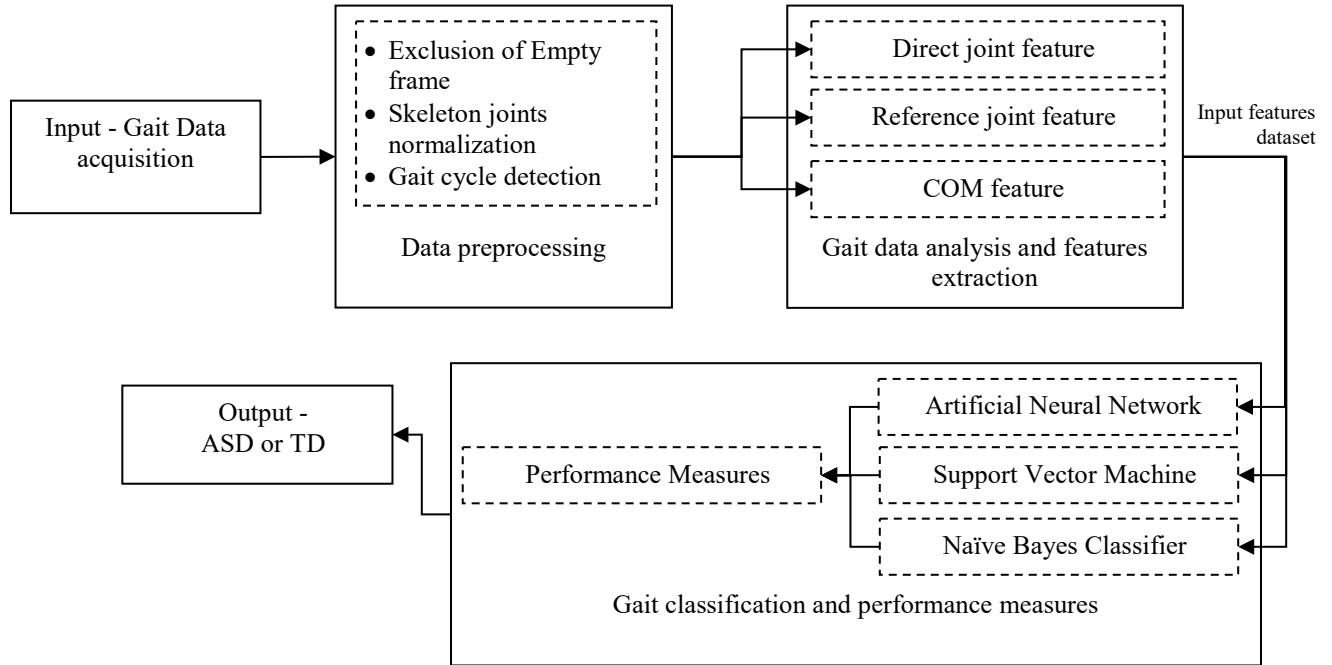 Input - Gait Data
acquisition
• Exclusion of Empty
frame
• Skeleton joints
normalization
• Gait cycle detection
Data preprocessing
Direct joint feature
Reference joint feature
COM feature
Gait data analysis and features
extraction
Input features
dataset
Output -
ASD or TD
Performance Measures
Artificial Neural Network
Support Vector Machine
Naïve Bayes Classifier
Gait classification and performance measures